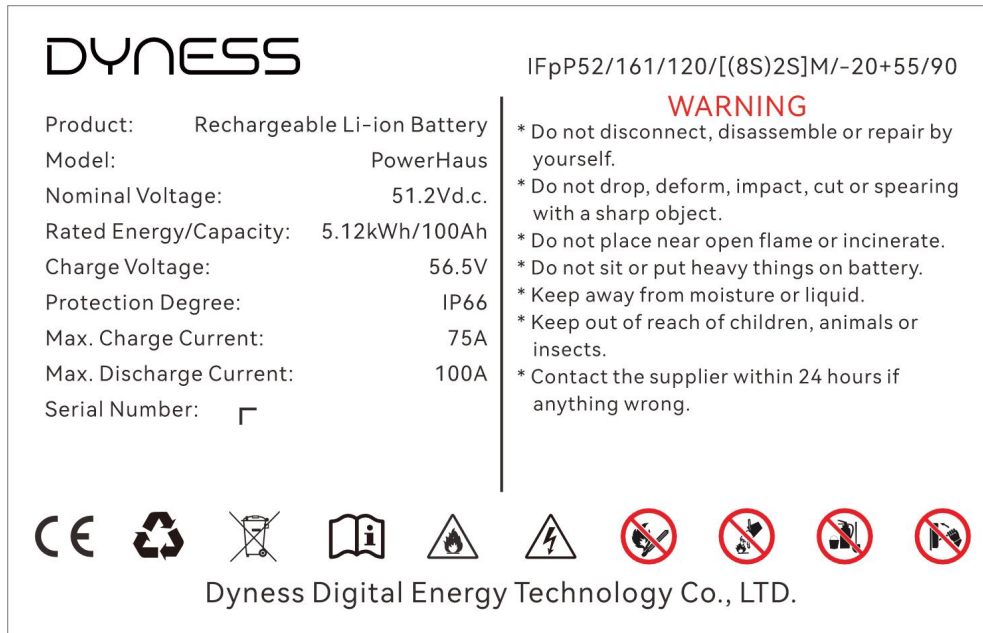 DYNESS
Product: Rechargeable Li-ion Battery
Model: PowerHaus
Nominal Voltage: 51.2Vd.c.
Rated Energy/Capacity: 5.12kWh/100Ah
Charge Voltage: 56.5V
Protection Degree: IP66
Max. Charge Current: 75A
Max. Discharge Current: 100A
Serial Number:
IFpP52/161/120/[(8S)2S]M/-20+55/90
WARNING
* Do not disconnect, disassemble or repair by
yourself.
* Do not drop, deform, impact, cut or spearing
with a sharp object.
* Do not place near open flame or incinerate.
* Do not sit or put heavy things on battery.
* Keep away from moisture or liquid.
* Keep out of reach of children, animals or
insects.
* Contact the supplier within 24 hours if
anything wrong.
CE
Dyness Digital Energy Technology Co., LTD.